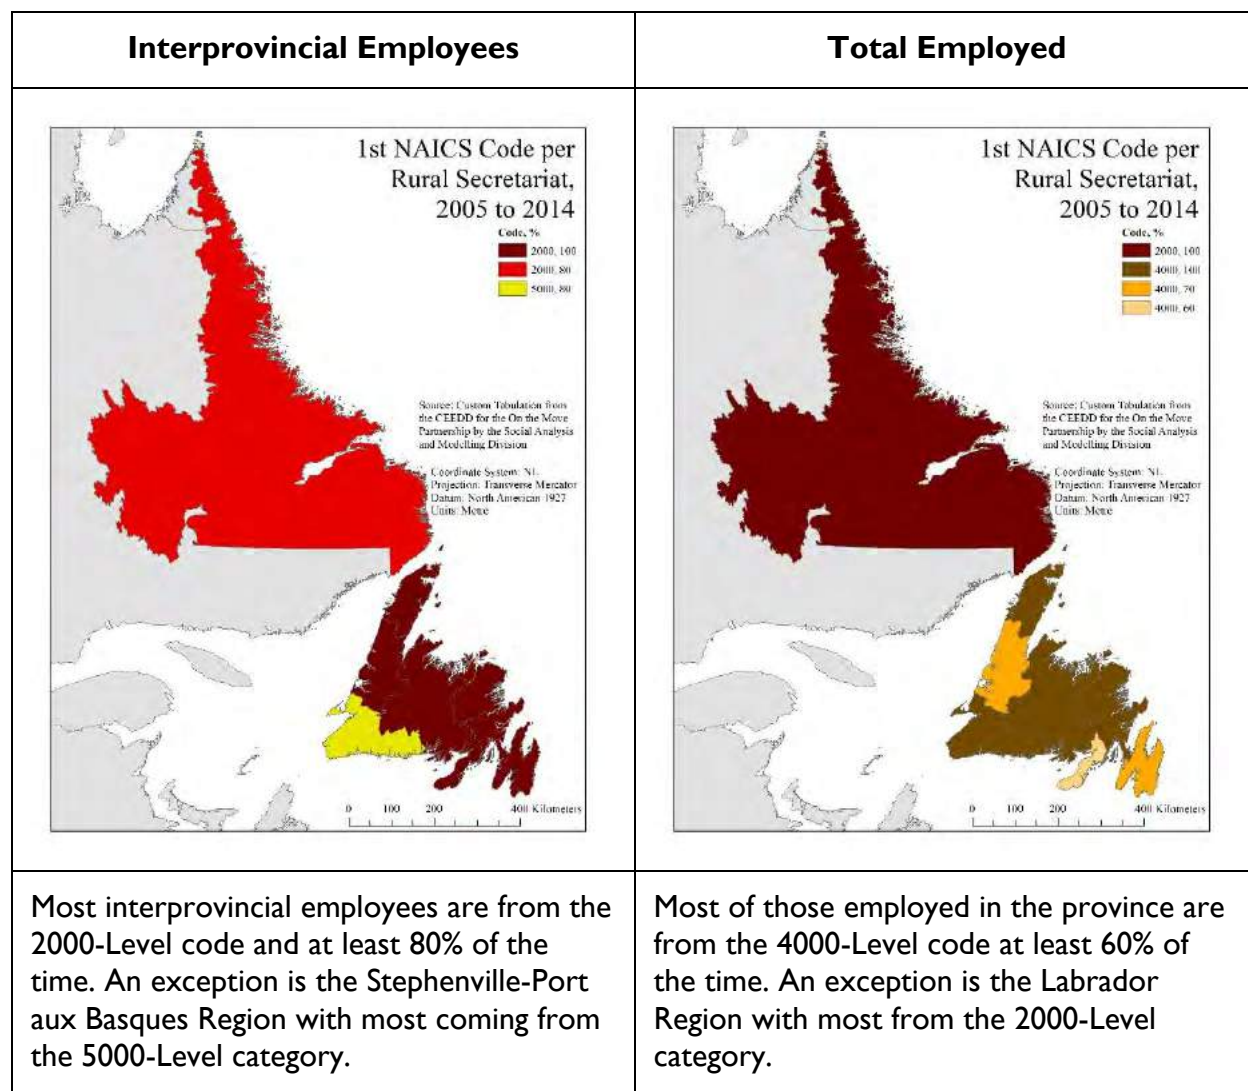 Interprovincial Employees
Total Employed
1st NAICS Code per
Rural Secretariat,
2005 to 2014
Code, %
2000, 100
2000, 80
5000, 80
Source: Custom Tabulation from
the CEEDD for the On the Move
Partnership by the Social Analysis
and Modelling Division
Coordinate System: NL
Projection: Transverse Mercator
Datum: North American 1927
Units: Metre
0 100 200 400 Kilometers
1st NAICS Code per
Rural Secretariat,
2005 to 2014
Code, %
2000, 100
4000, 100
4000, 70
4000, 60
Source: Custom Tabulation from
the CEEDD for the On the Move
Partnership by the Social Analysis
and Modelling Division
Coordinate System: NL
Projection: Transverse Mercator
Datum: North American 1927
Units: Metre
0 100 200 400 Kilometers
Most interprovincial employees are from the
2000-Level code and at least 80% of the
time. An exception is the Stephenville-Port
aux Basques Region with most coming from
the 5000-Level category.
Most of those employed in the province are
from the 4000-Level code at least 60% of
the time. An exception is the Labrador
Region with most from the 2000-Level
category.